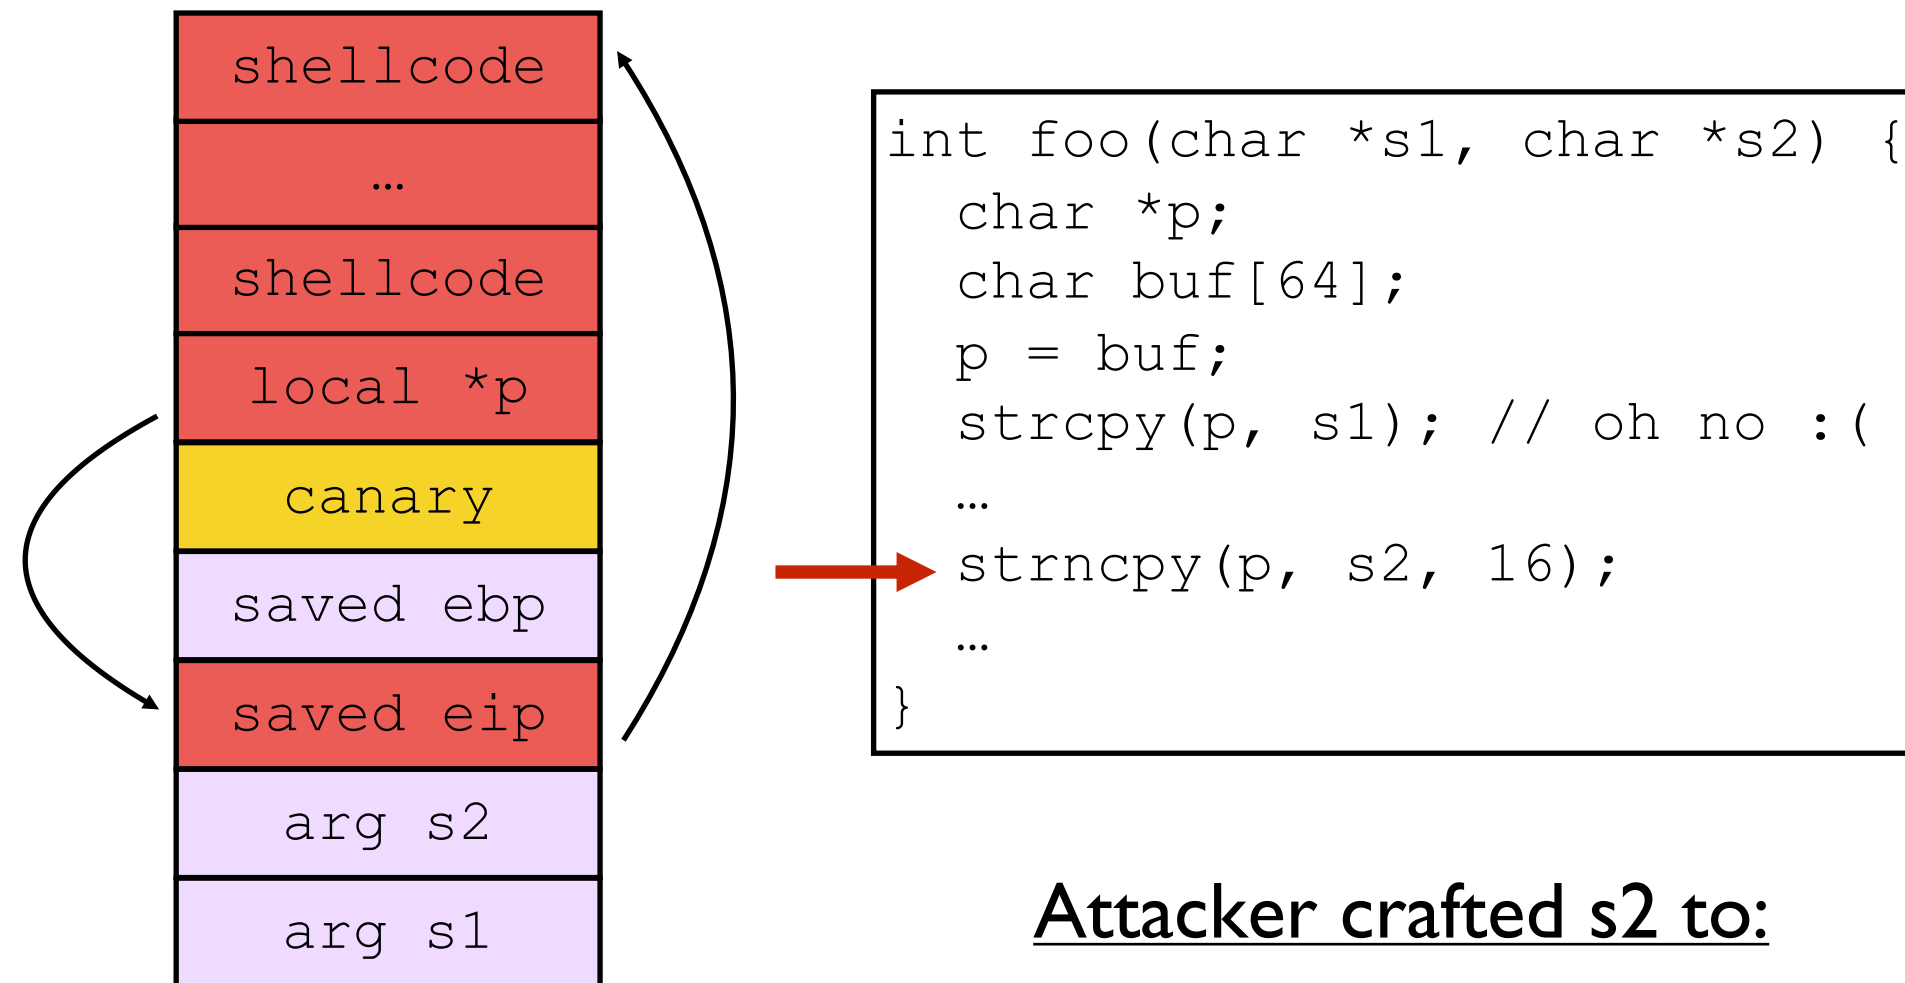 shellcode
…
shellcode
local *p
canary
saved ebp
saved eip
arg s2
arg s1
int foo(char *s1, char *s2) {
  char *p;
  char buf[64];
  p = buf;
  strcpy(p, s1); // oh no :(
  …
  strncpy(p, s2, 16);
  …
}
Attacker crafted s2 to: